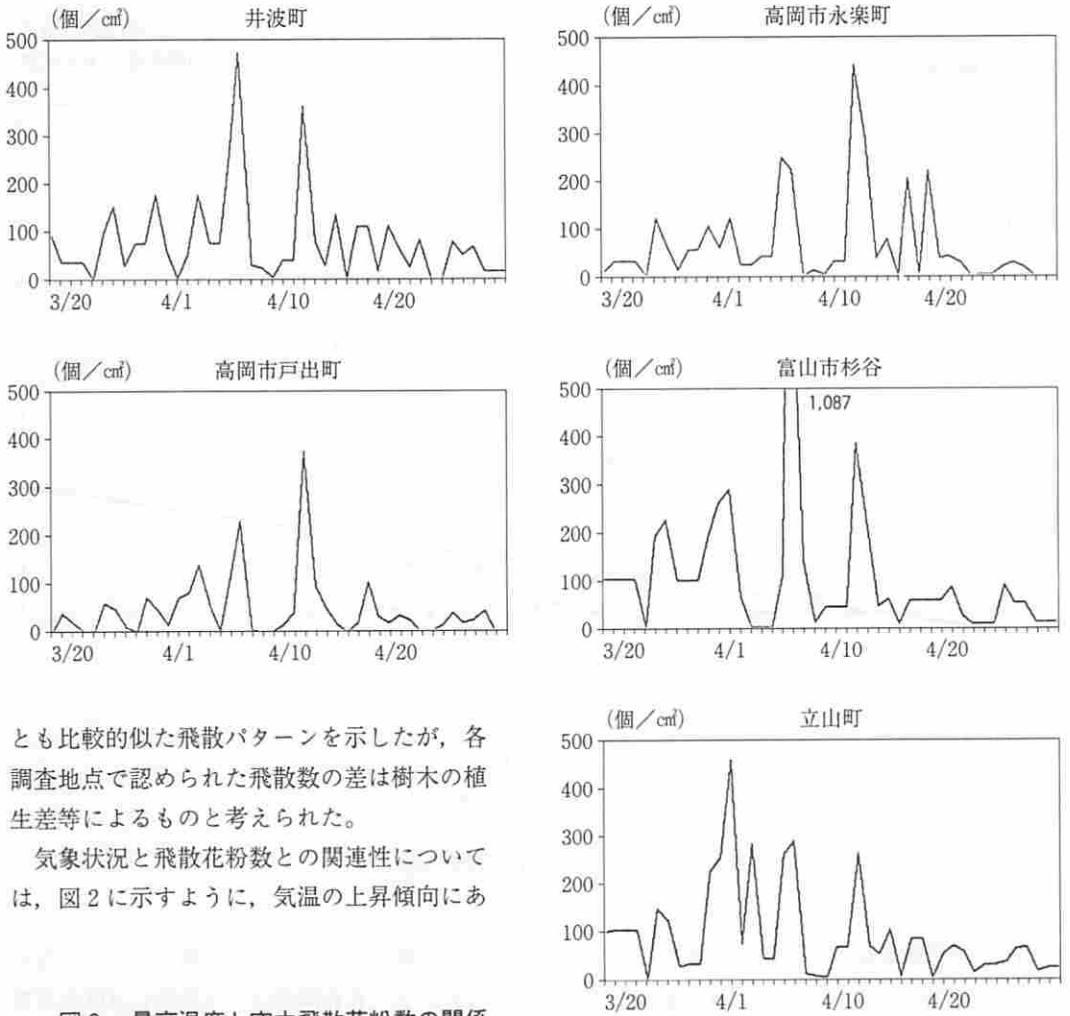 (個／c㎡) 井波町
500
400
300
200
100
0
3/20 4/1 4/10 4/20
(個／c㎡) 高岡市永楽町
500
400
300
200
100
0
3/20 4/1 4/10 4/20
(個／c㎡) 高岡市戸出町
500
400
300
200
100
0
3/20 4/1 4/10 4/20
(個／c㎡) 富山市杉谷
500
1,087
400
300
200
100
0
3/20 4/1 4/10 4/20
とも比較的似た飛散パターンを示したが，各
調査地点で認められた飛散数の差は樹木の植
生差等によるものと考えられた。
気象状況と飛散花粉数との関連性について
は，図2に示すように，気温の上昇傾向にあ
(個／c㎡) 立山町
500
400
300
200
100
0
3/20 4/1 4/10 4/20